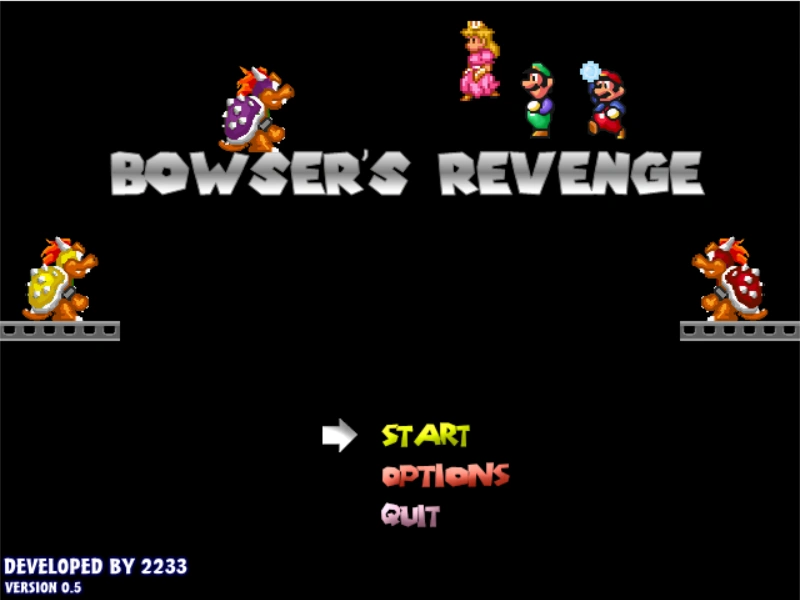 BOWSER'S REVENGE
START
OPTIONS
QUIT
DEVELOPED BY 2233
VERSION 0.5